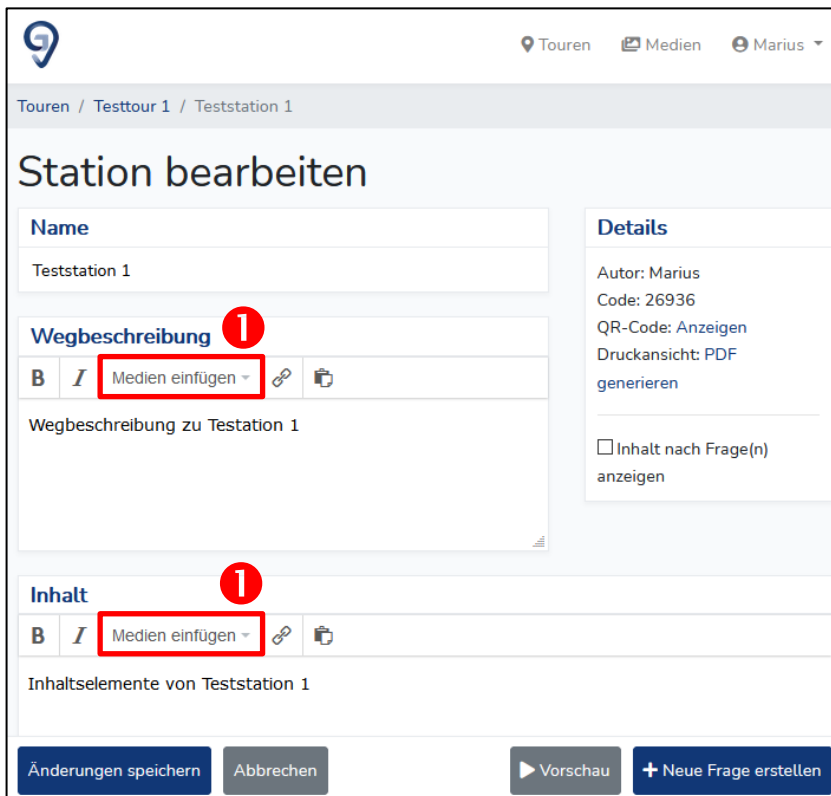 Touren Medien Marius
Touren / Testtour 1 / Teststation 1
Station bearbeiten
Name
Teststation 1
Details
Autor: Marius
Code: 26936
QR-Code: Anzeigen
Druckansicht: PDF
generieren
Inhalt nach Frage(n)
anzeigen
1
Wegbeschreibung
B I Medien einfügen
Wegbeschreibung zu Testation 1
1
Inhalt
B I Medien einfügen
Inhaltselemente von Teststation 1
Änderungen speichern Abbrechen Vorschau + Neue Frage erstellen